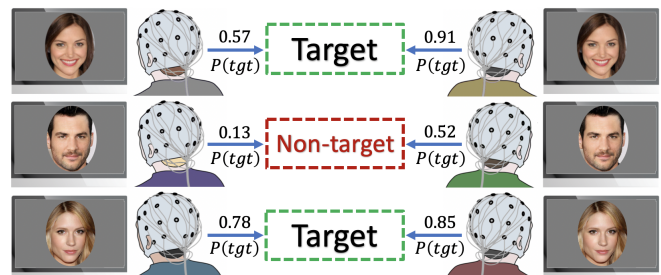 0.57 Target 0.91
P(tgt) P(tgt)
0.13 Non-target 0.52
P(tgt) P(tgt)
0.78 Target 0.85
P(tgt) P(tgt)